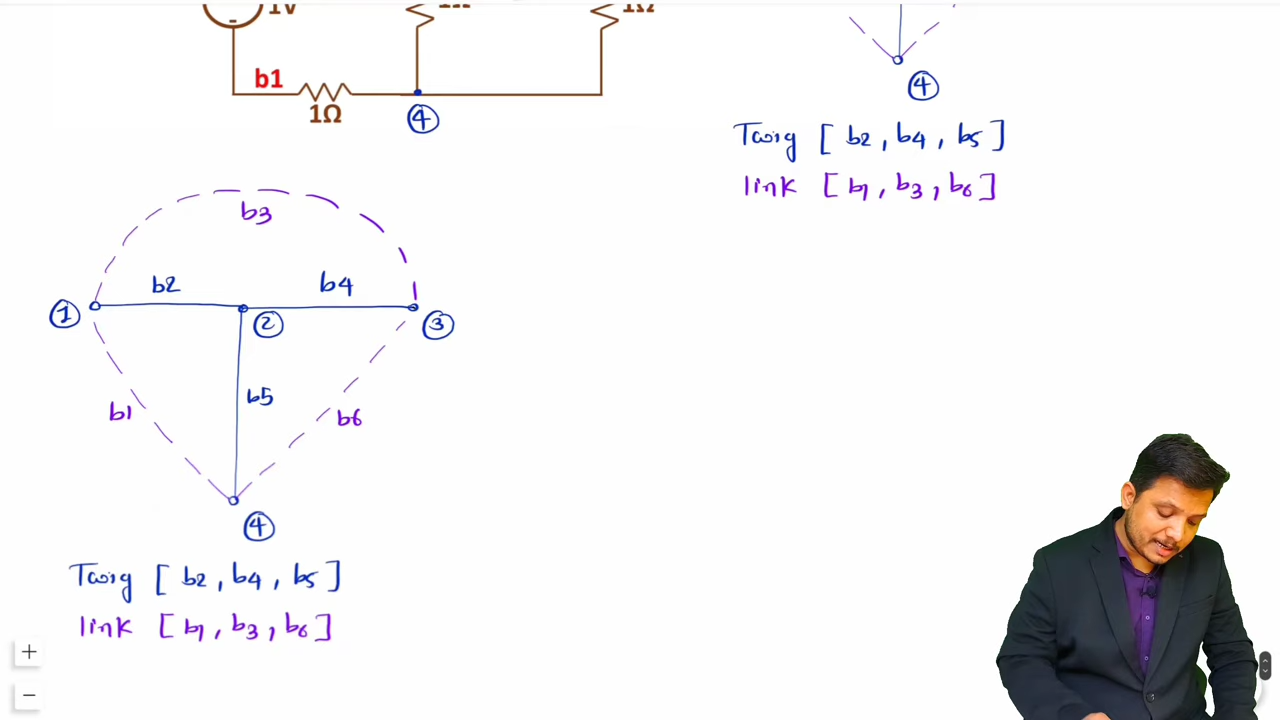 1V
b1
1Ω
④
1Ω
④
Twig [ b2 , b4 , b5 ]
link [ b1 , b3 , b6 ]
b3
b2
b4
①
②
③
b5
b1
b6
④
Twig [ b2 , b4 , b5 ]
link [ b1 , b3 , b6 ]
+
−